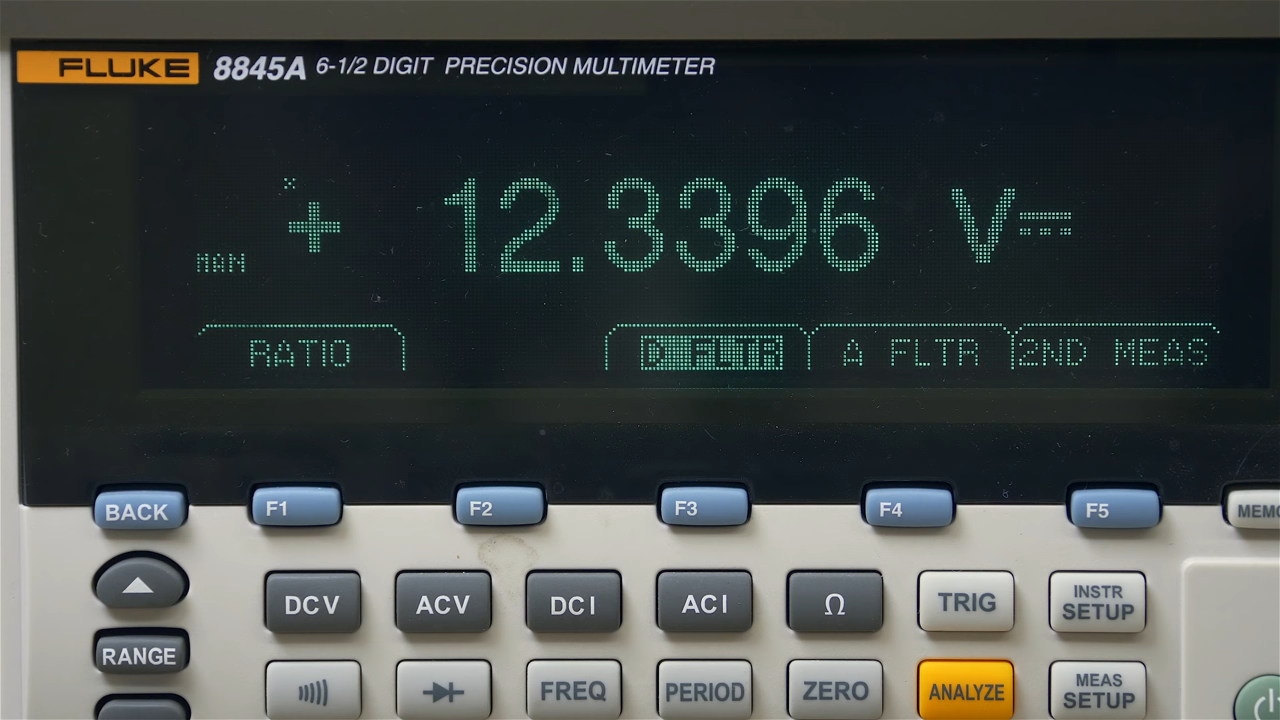 FLUKE 8845A 6-1/2 DIGIT PRECISION MULTIMETER
× + 12.3396 V⎓
MAN
RATIO D FLTR A FLTR 2ND MEAS
BACK F1 F2 F3 F4 F5 MEMO
DCV ACV DCI ACI Ω TRIG INSTR SETUP
RANGE
FREQ PERIOD ZERO ANALYZE MEAS SETUP